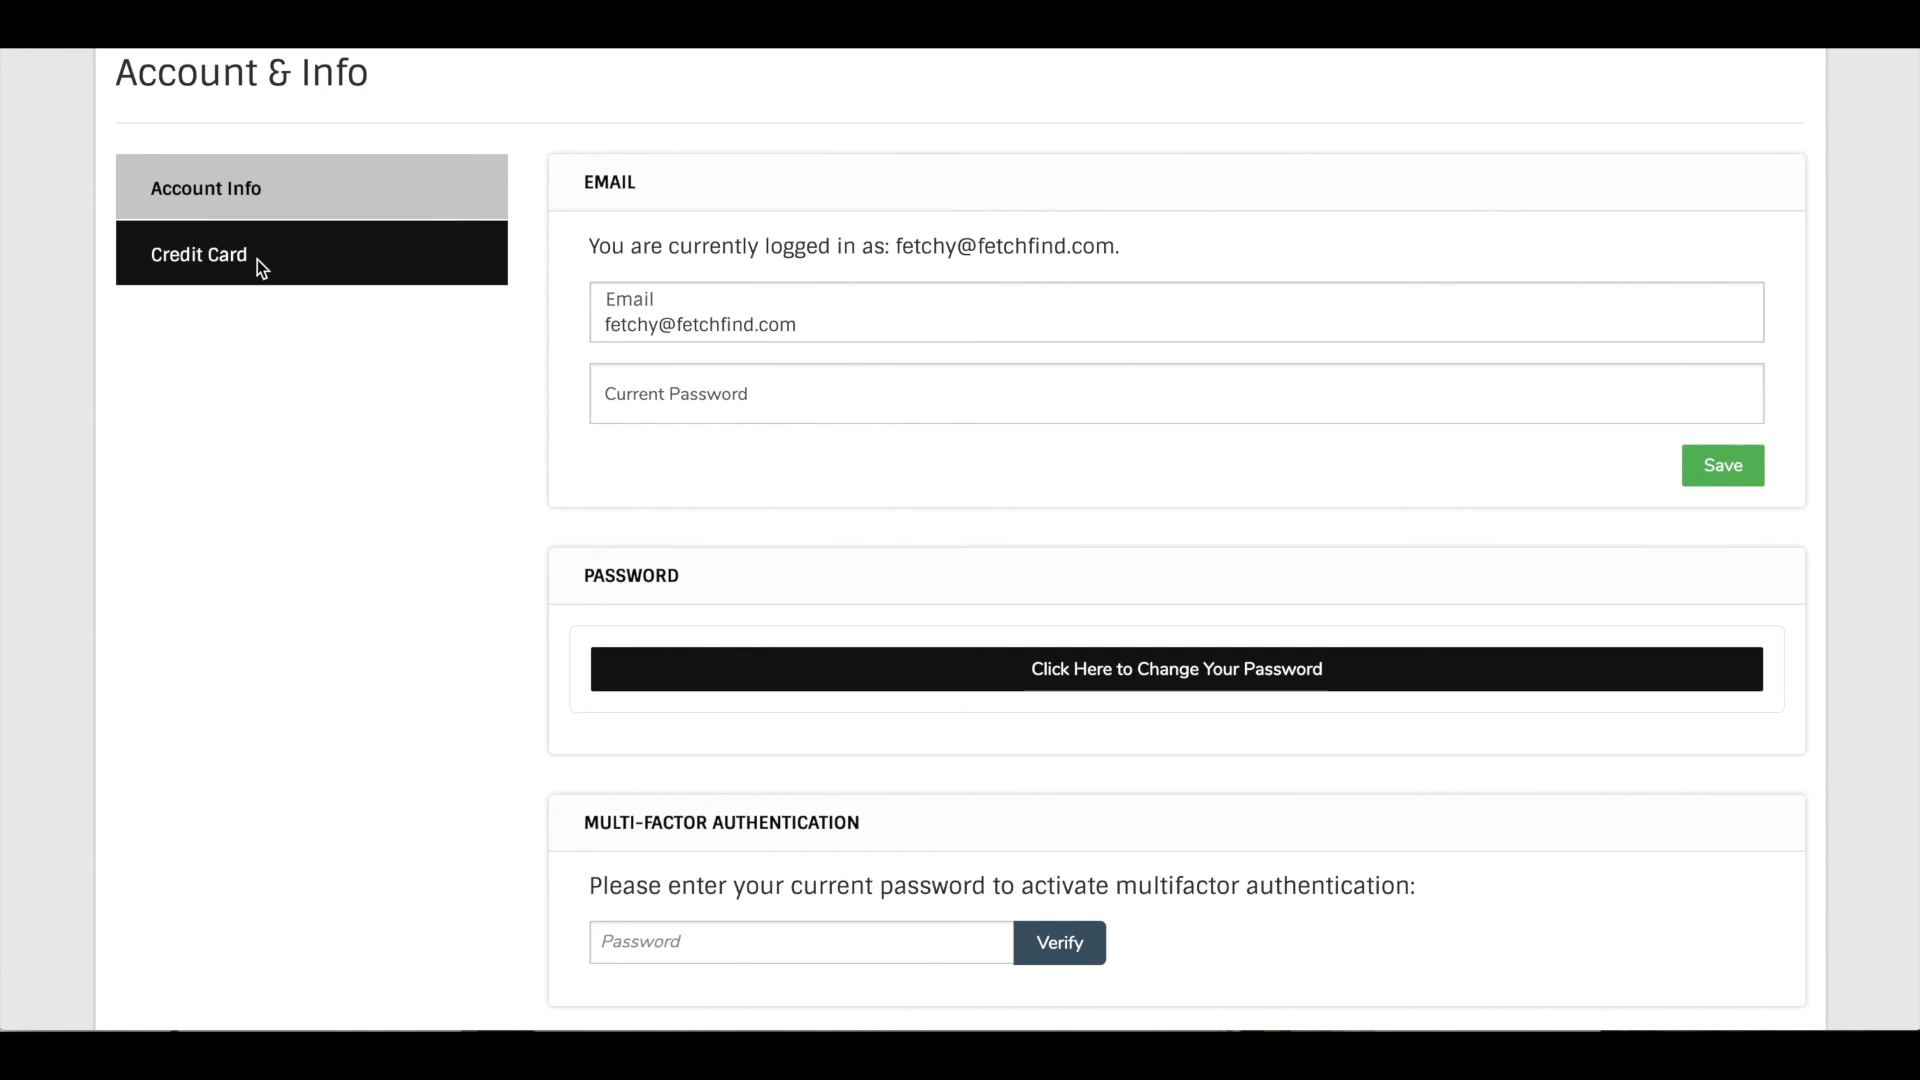 Account & Info
Account Info
Credit Card
EMAIL
You are currently logged in as: fetchy@fetchfind.com.
Email
fetchy@fetchfind.com
Current Password
Save
PASSWORD
Click Here to Change Your Password
MULTI-FACTOR AUTHENTICATION
Please enter your current password to activate multifactor authentication:
Password
Verify